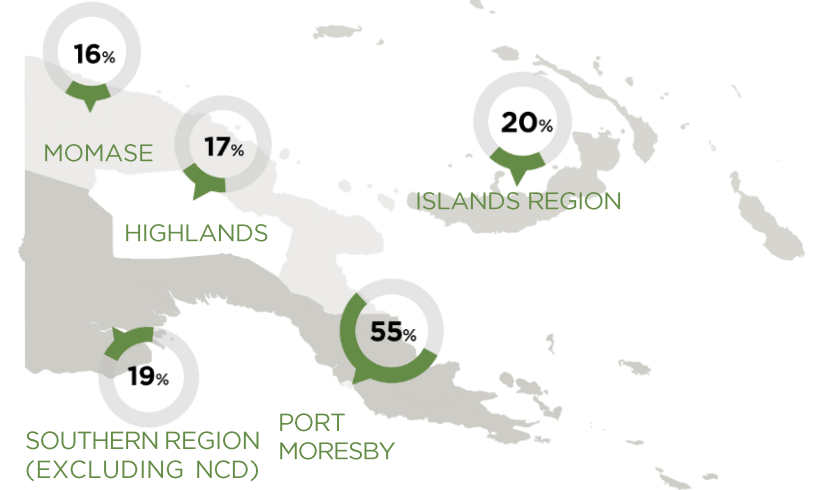 16%
MOMASE
17%
HIGHLANDS
20%
ISLANDS REGION
55%
PORT
MORESBY
19%
SOUTHERN REGION
(EXCLUDING NCD)